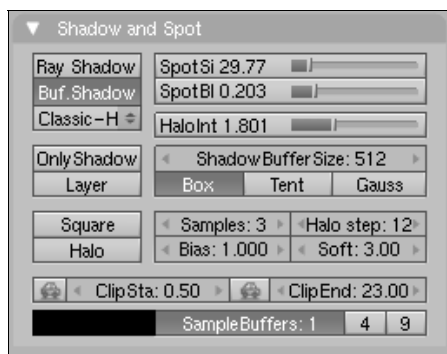 Shadow and Spot
Ray Shadow SpotSi 29.77
Buf.Shadow SpotBl 0.203
Classic-H HaloInt 1.801
OnlyShadow ShadowBufferSize: 512
Layer Box Tent Gauss
Square Samples: 3 Halo step: 12
Halo Bias: 1.000 Soft: 3.00
ClipSta: 0.50 ClipEnd: 23.00
SampleBuffers: 1 4 9